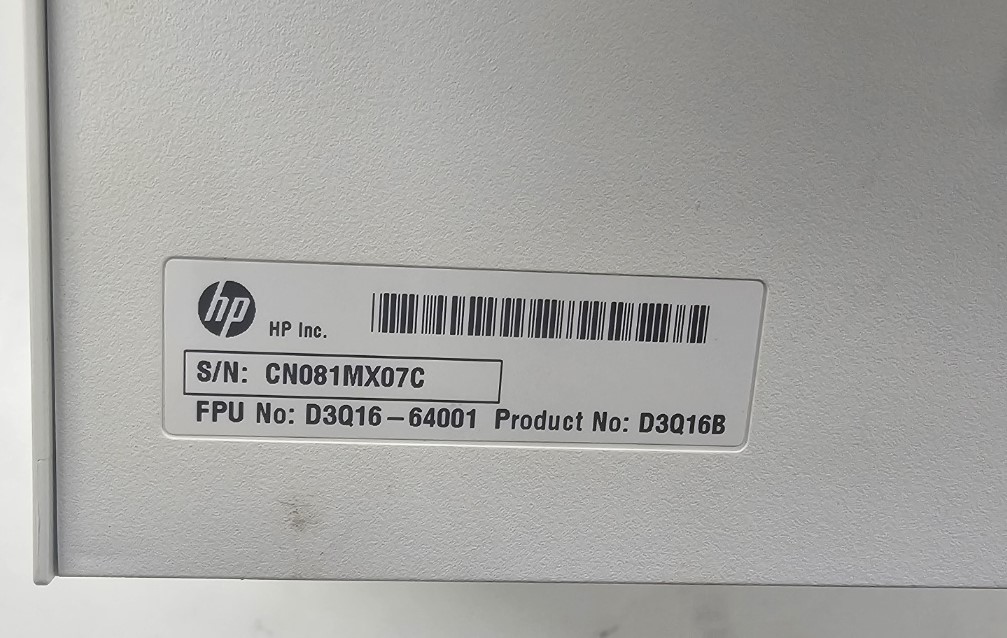 hp HP Inc.
S/N: CN081MX07C
FPU No: D3Q16-64001 Product No: D3Q16B